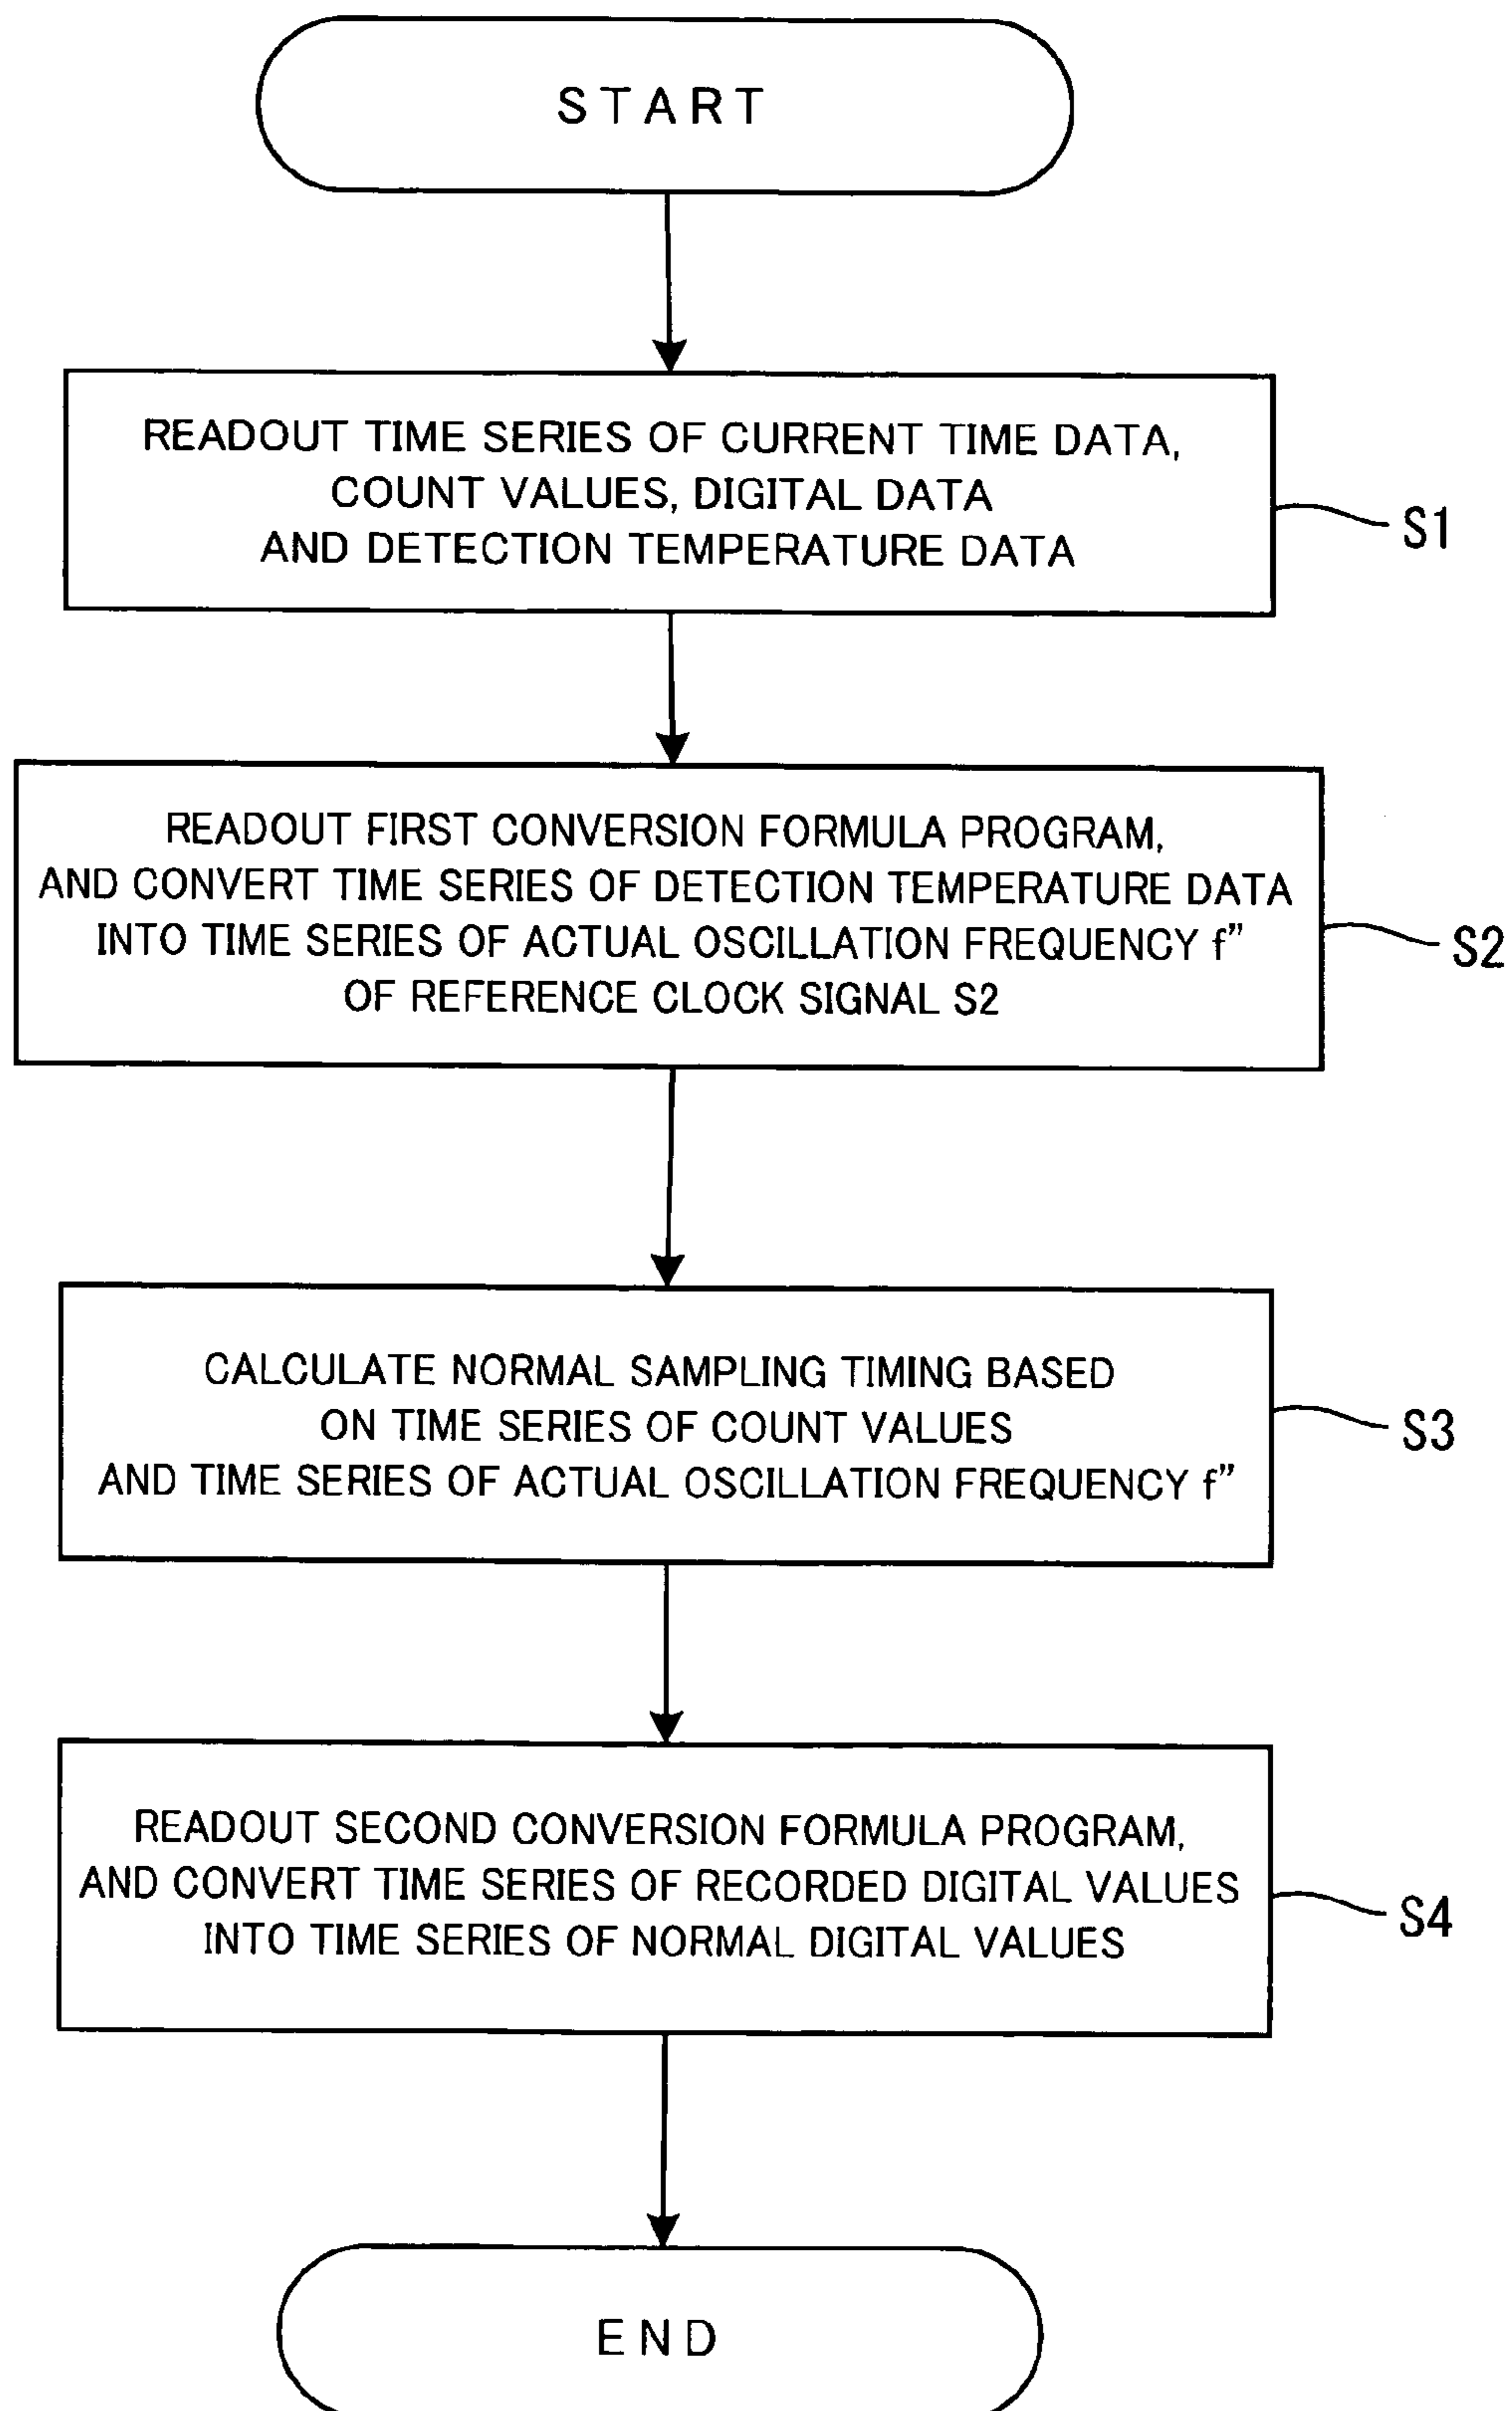 START
READOUT TIME SERIES OF CURRENT TIME DATA,
COUNT VALUES, DIGITAL DATA
AND DETECTION TEMPERATURE DATA
S1
READOUT FIRST CONVERSION FORMULA PROGRAM,
AND CONVERT TIME SERIES OF DETECTION TEMPERATURE DATA
INTO TIME SERIES OF ACTUAL OSCILLATION FREQUENCY f”
OF REFERENCE CLOCK SIGNAL S2
S2
CALCULATE NORMAL SAMPLING TIMING BASED
ON TIME SERIES OF COUNT VALUES
AND TIME SERIES OF ACTUAL OSCILLATION FREQUENCY f”
S3
READOUT SECOND CONVERSION FORMULA PROGRAM,
AND CONVERT TIME SERIES OF RECORDED DIGITAL VALUES
INTO TIME SERIES OF NORMAL DIGITAL VALUES
S4
END